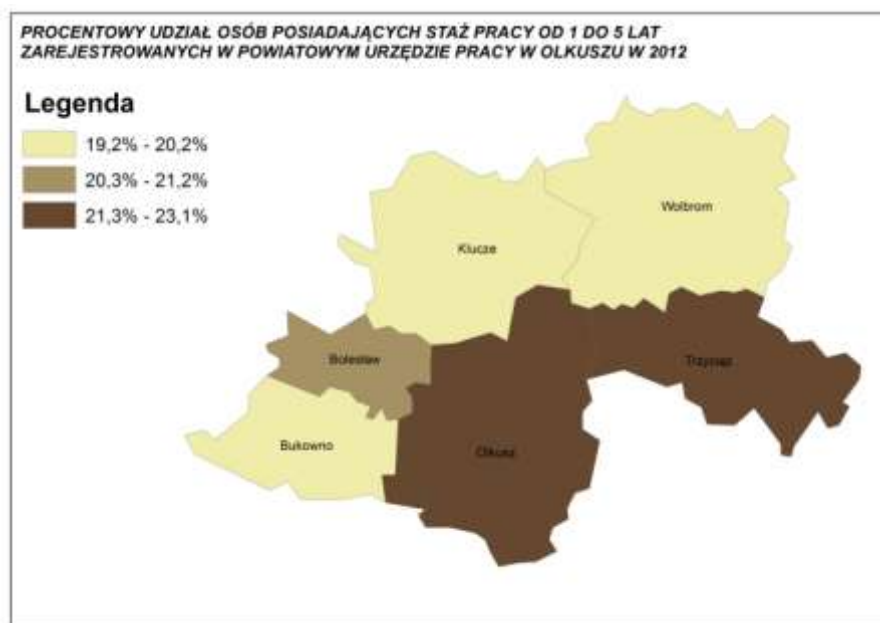 PROCENTOWY UDZIAŁ OSÓB POSIADAJĄCYCH STAŻ PRACY OD 1 DO 5 LAT
ZAREJESTROWANYCH W POWIATOWYM URZĘDZIE PRACY W OLKUSZU W 2012
Legenda
19,2% - 20,2%
20,3% - 21,2%
21,3% - 23,1%
Wolbrom
Klucze
Bolesław
Trzyciąż
Bukowno
Olkusz